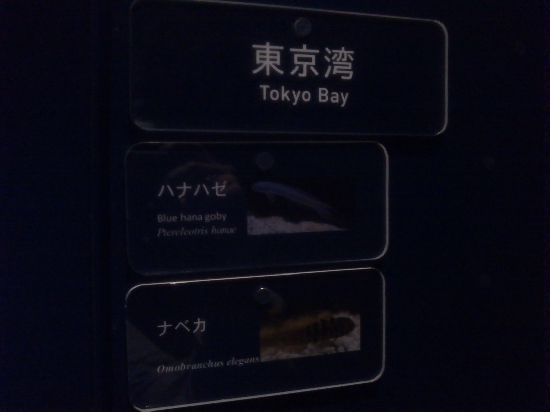 東京湾
Tokyo Bay
ハナハゼ
Blue hana goby
Ptereleotris hanae
ナベカ
Omobranchus elegans